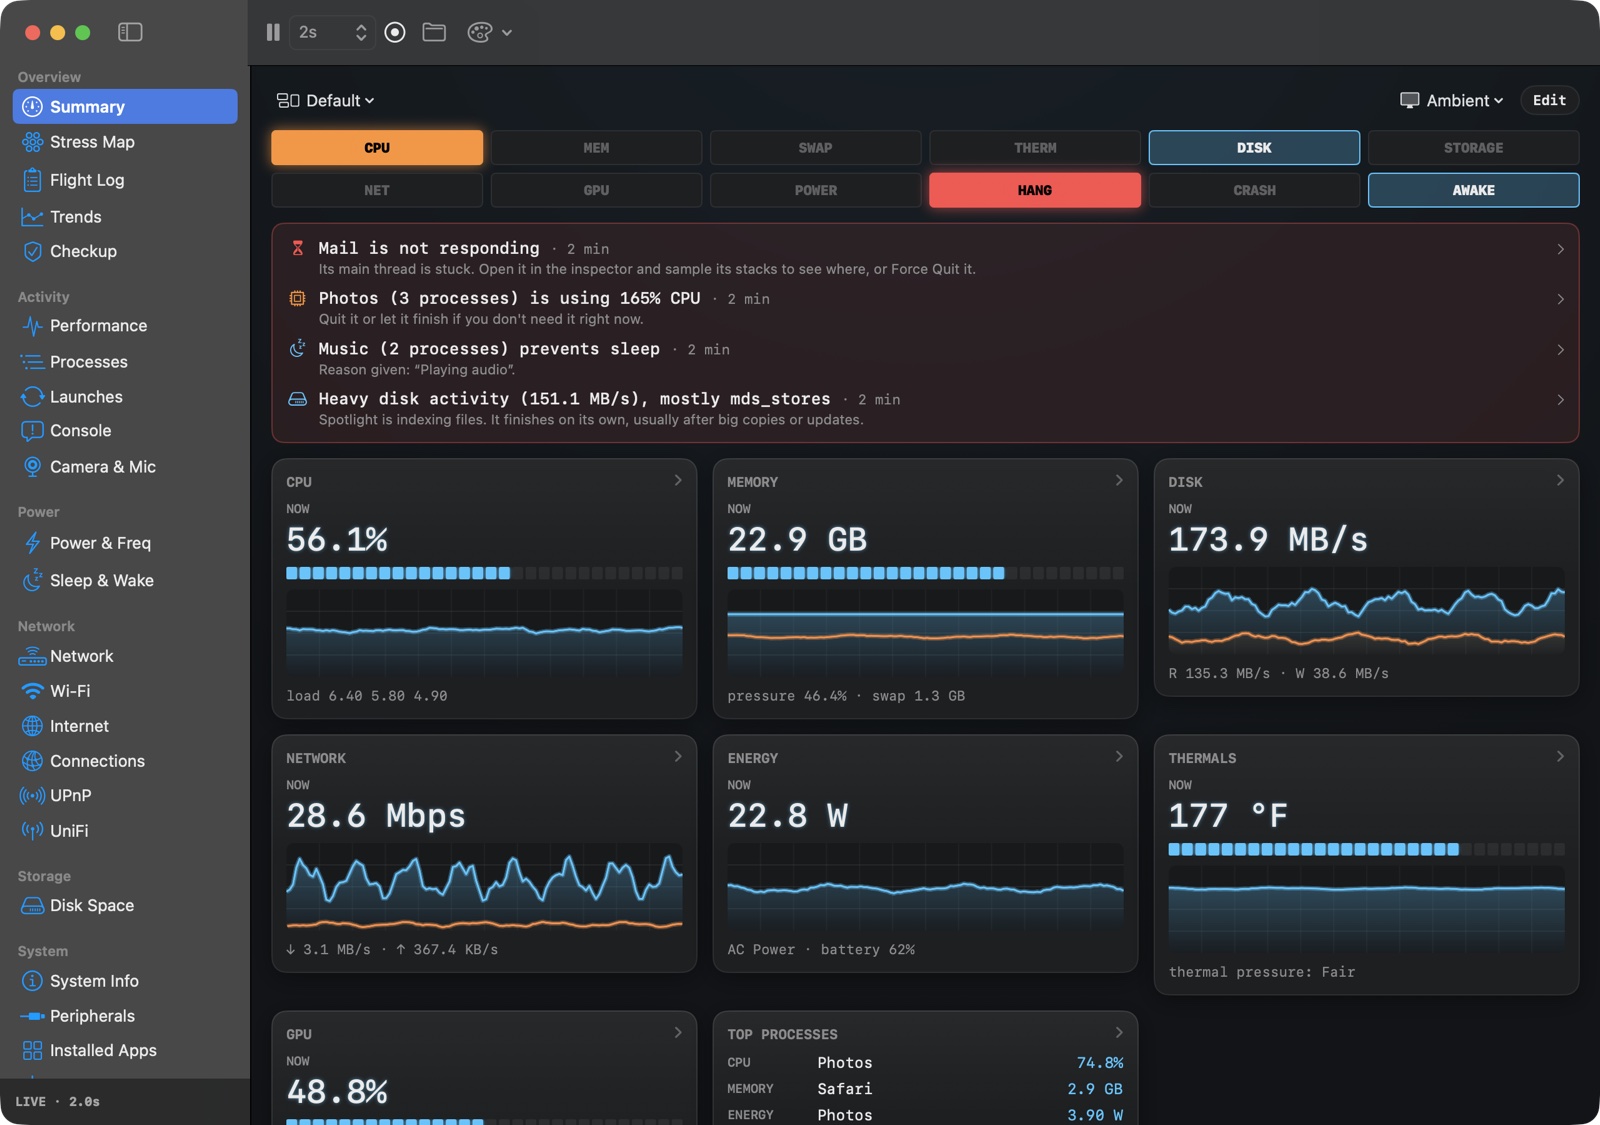 2s
Overview
Summary
Stress Map
Flight Log
Trends
Checkup
Activity
Performance
Processes
Launches
Console
Camera & Mic
Power
Power & Freq
Sleep & Wake
Network
Network
Wi-Fi
Internet
Connections
UPnP
UniFi
Storage
Disk Space
System
System Info
Peripherals
Installed Apps
LIVE · 2.0s
Default
Ambient
Edit
CPU
MEM
SWAP
THERM
DISK
STORAGE
NET
GPU
POWER
HANG
CRASH
AWAKE
Mail is not responding · 2 min
Its main thread is stuck. Open it in the inspector and sample its stacks to see where, or Force Quit it.
Photos (3 processes) is using 165% CPU · 2 min
Quit it or let it finish if you don't need it right now.
Music (2 processes) prevents sleep · 2 min
Reason given: “Playing audio”.
Heavy disk activity (151.1 MB/s), mostly mds_stores · 2 min
Spotlight is indexing files. It finishes on its own, usually after big copies or updates.
CPU
NOW
56.1%
load 6.40 5.80 4.90
MEMORY
NOW
22.9 GB
pressure 46.4% · swap 1.3 GB
DISK
NOW
173.9 MB/s
R 135.3 MB/s · W 38.6 MB/s
NETWORK
NOW
28.6 Mbps
↓ 3.1 MB/s · ↑ 367.4 KB/s
ENERGY
NOW
22.8 W
AC Power · battery 62%
THERMALS
NOW
177 °F
thermal pressure: Fair
GPU
NOW
48.8%
TOP PROCESSES
CPU Photos 74.8%
MEMORY Safari 2.9 GB
ENERGY Photos 3.90 W